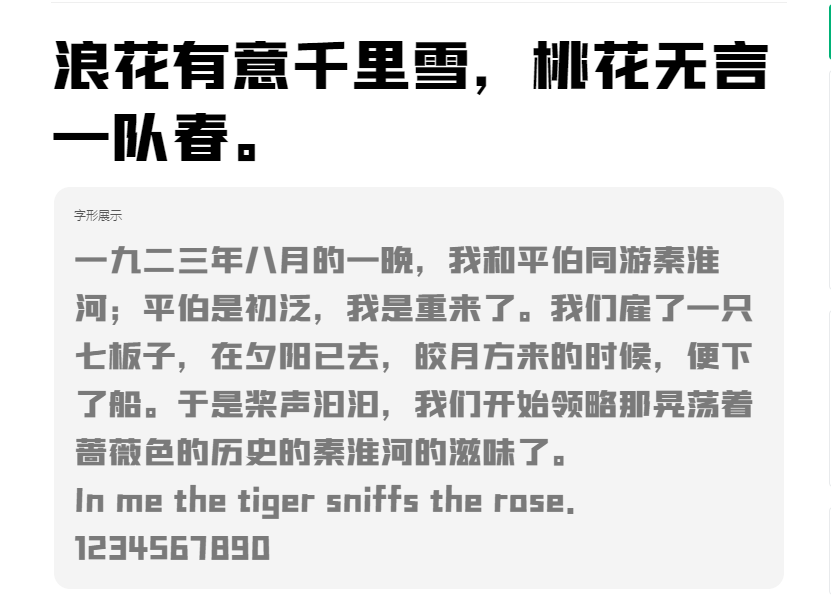 浪花有意千里雪，桃花无言
一队春。
字形展示
一九二三年八月的一晚，我和平伯同游秦淮
河；平伯是初泛，我是重来了。我们雇了一只
七板子，在夕阳已去，皎月方来的时候，便下
了船。于是桨声汩汩，我们开始领略那晃荡着
蔷薇色的历史的秦淮河的滋味了。
In me the tiger sniffs the rose.
1234567890